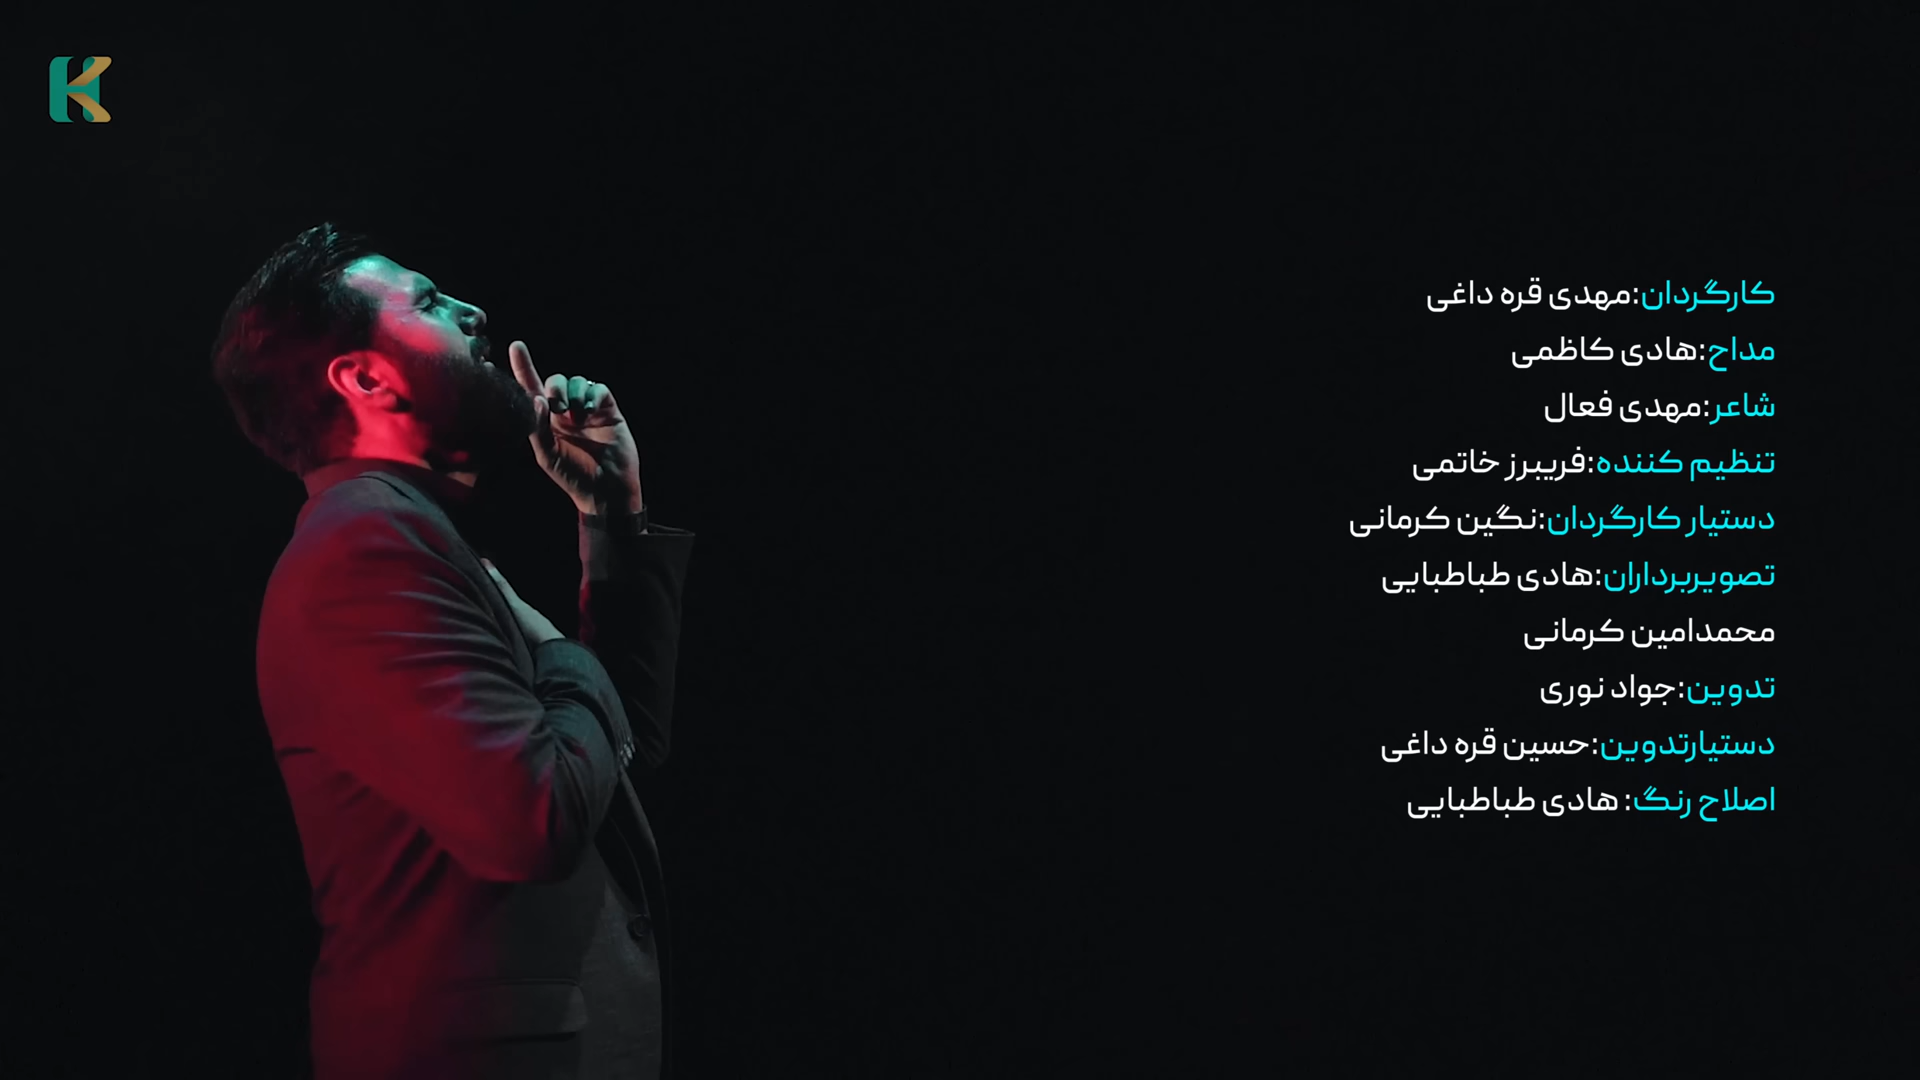 کارگردان:مهدی قره داغی
مداح:هادی کاظمی
شاعر:مهدی فعال
تنظیم کننده:فریبرز خاتمی
دستیار کارگردان:نگین کرمانی
تصویربرداران:هادی طباطبایی
محمدامین کرمانی
تدوین:جواد نوری
دستیارتدوین:حسین قره داغی
اصلاح رنگ: هادی طباطبایی